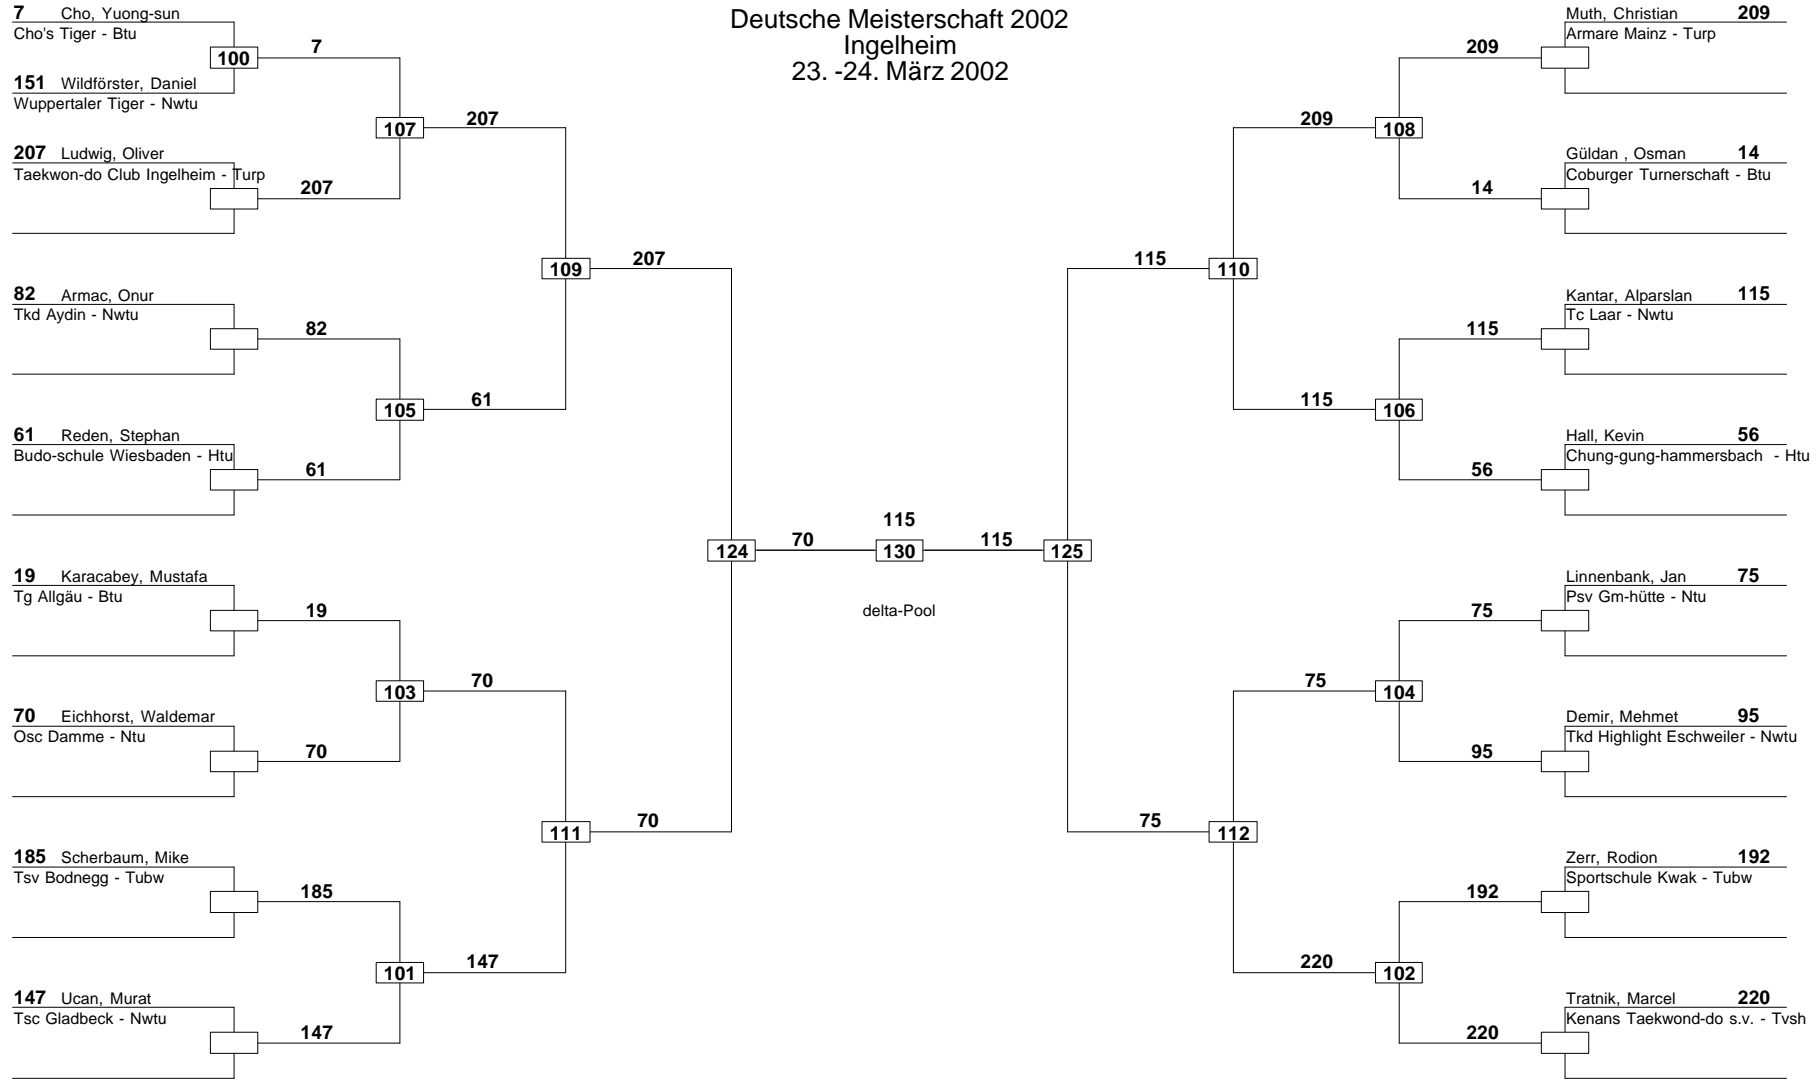 Deutsche Meisterschaft 2002
Ingelheim
23. -24. März 2002
7 Cho, Yuong-sun
Cho's Tiger - Btu
100
7
151 Wildförster, Daniel
Wuppertaler Tiger - Nwtu
107
207
207 Ludwig, Oliver
Taekwon-do Club Ingelheim - Turp
207
109
207
82 Armac, Onur
Tkd Aydin - Nwtu
82
105
61
61 Reden, Stephan
Budo-schule Wiesbaden - Htu
61
124
70
115
130
115
125
delta-Pool
19 Karacabey, Mustafa
Tg Allgäu - Btu
19
103
70
70 Eichhorst, Waldemar
Osc Damme - Ntu
70
111
70
185 Scherbaum, Mike
Tsv Bodnegg - Tubw
185
101
147
147 Ucan, Murat
Tsc Gladbeck - Nwtu
147
Muth, Christian 209
Armare Mainz - Turp
209
209
108
Güldan , Osman 14
Coburger Turnerschaft - Btu
14
115
110
Kantar, Alparslan 115
Tc Laar - Nwtu
115
115
106
Hall, Kevin 56
Chung-gung-hammersbach - Htu
56
Linnenbank, Jan 75
Psv Gm-hütte - Ntu
75
75
104
Demir, Mehmet 95
Tkd Highlight Eschweiler - Nwtu
95
75
112
Zerr, Rodion 192
Sportschule Kwak - Tubw
192
220
102
Tratnik, Marcel 220
Kenans Taekwond-do s.v. - Tvsh
220